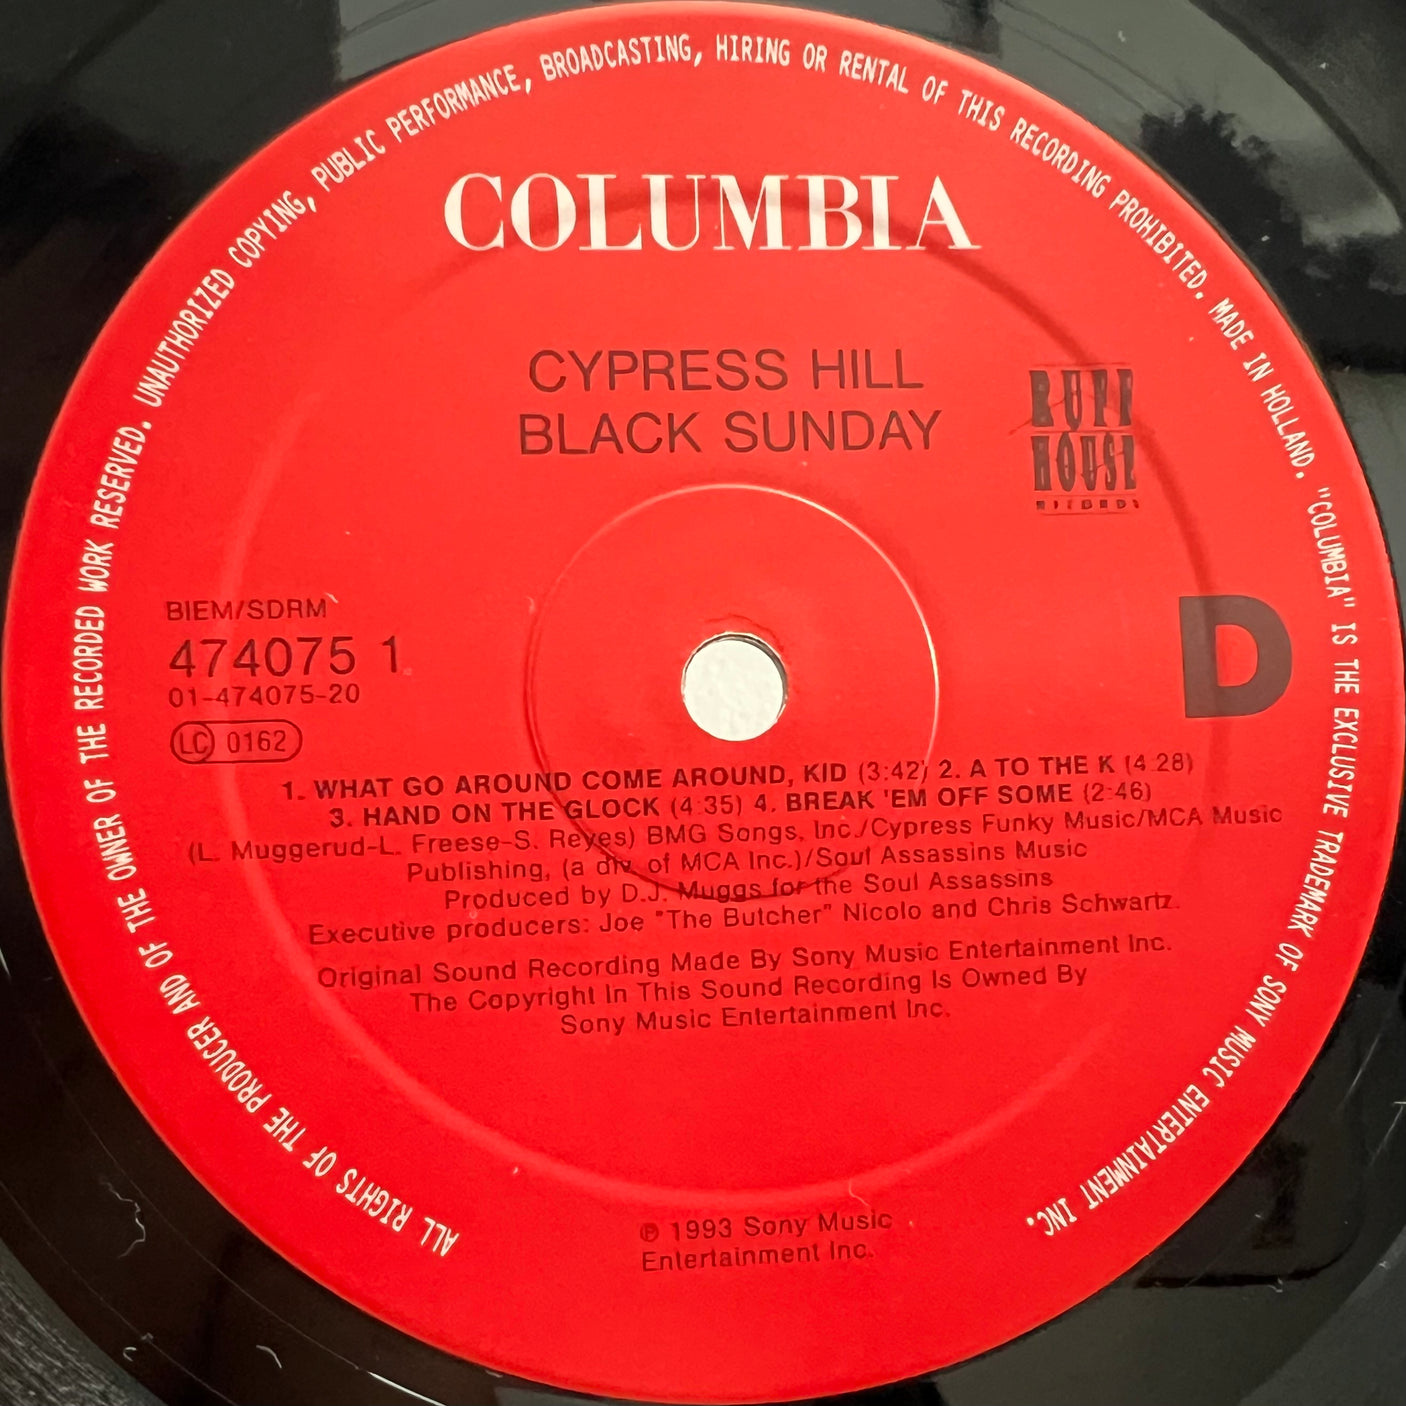 ALL RIGHTS OF THE PRODUCER AND OF THE OWNER OF THE RECORDED WORK RESERVED. UNAUTHORIZED COPYING, PUBLIC PERFORMANCE, BROADCASTING, HIRING OR RENTAL OF THIS RECORDING PROHIBITED. MADE IN HOLLAND. "COLUMBIA" IS THE EXCLUSIVE TRADEMARK OF SONY MUSIC ENTERTAINMENT INC.
COLUMBIA
CYPRESS HILL
BLACK SUNDAY
RUFF
HOUSE
RECORDS
BIEM/SDRM
474075 1
01-474075-20
LC 0162
D
1. WHAT GO AROUND COME AROUND, KID (3:42) 2. A TO THE K (4:28)
3. HAND ON THE GLOCK (4:35) 4. BREAK 'EM OFF SOME (2:46)
(L. Muggerud-L. Freese-S. Reyes) BMG Songs, Inc./Cypress Funky Music/MCA Music
Publishing, (a div. of MCA Inc.)/Soul Assassins Music
Produced by D.J. Muggs for the Soul Assassins
Executive producers: Joe "The Butcher" Nicolo and Chris Schwartz.
Original Sound Recording Made By Sony Music Entertainment Inc.
The Copyright In This Sound Recording Is Owned By
Sony Music Entertainment Inc.
℗ 1993 Sony Music
Entertainment Inc.